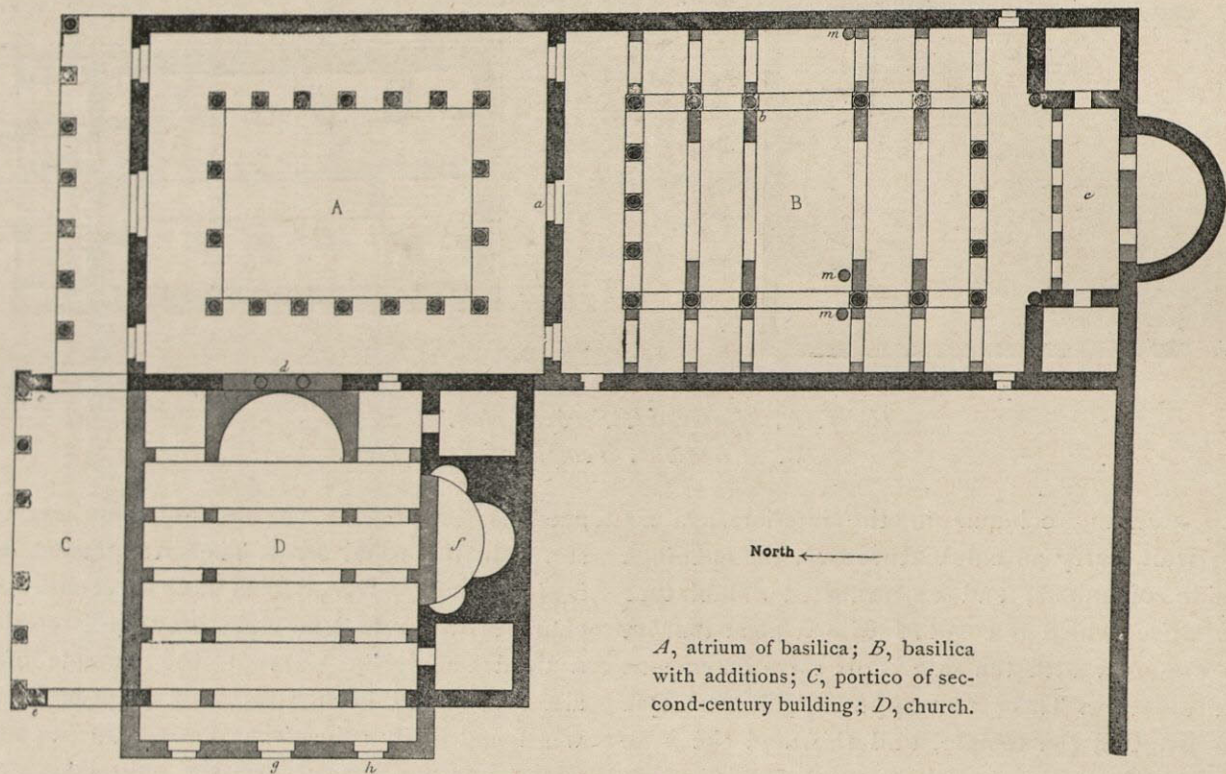 m
b
A
a
B
e
m
m
d
e
C
D
f
North
A, atrium of basilica; B, basilica
with additions; C, portico of sec-
cond-century building; D, church.
e
g
h